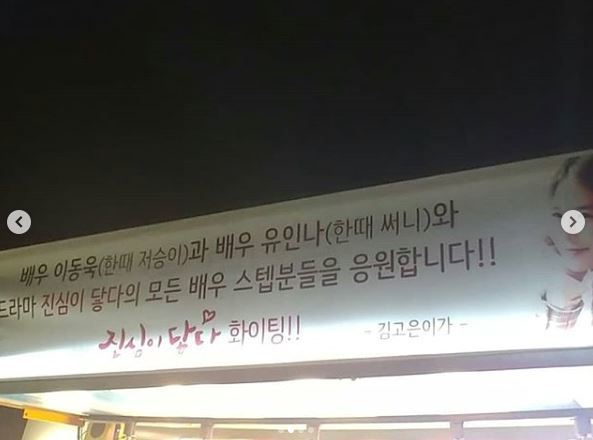 배우 이동욱(한때 저승이)과 배우 유인나(한때 써니)와
드라마 진심이 닿다의 모든 배우 스텝분들을 응원합니다!!
진심이 닿다 화이팅!! - 김고은이가 -